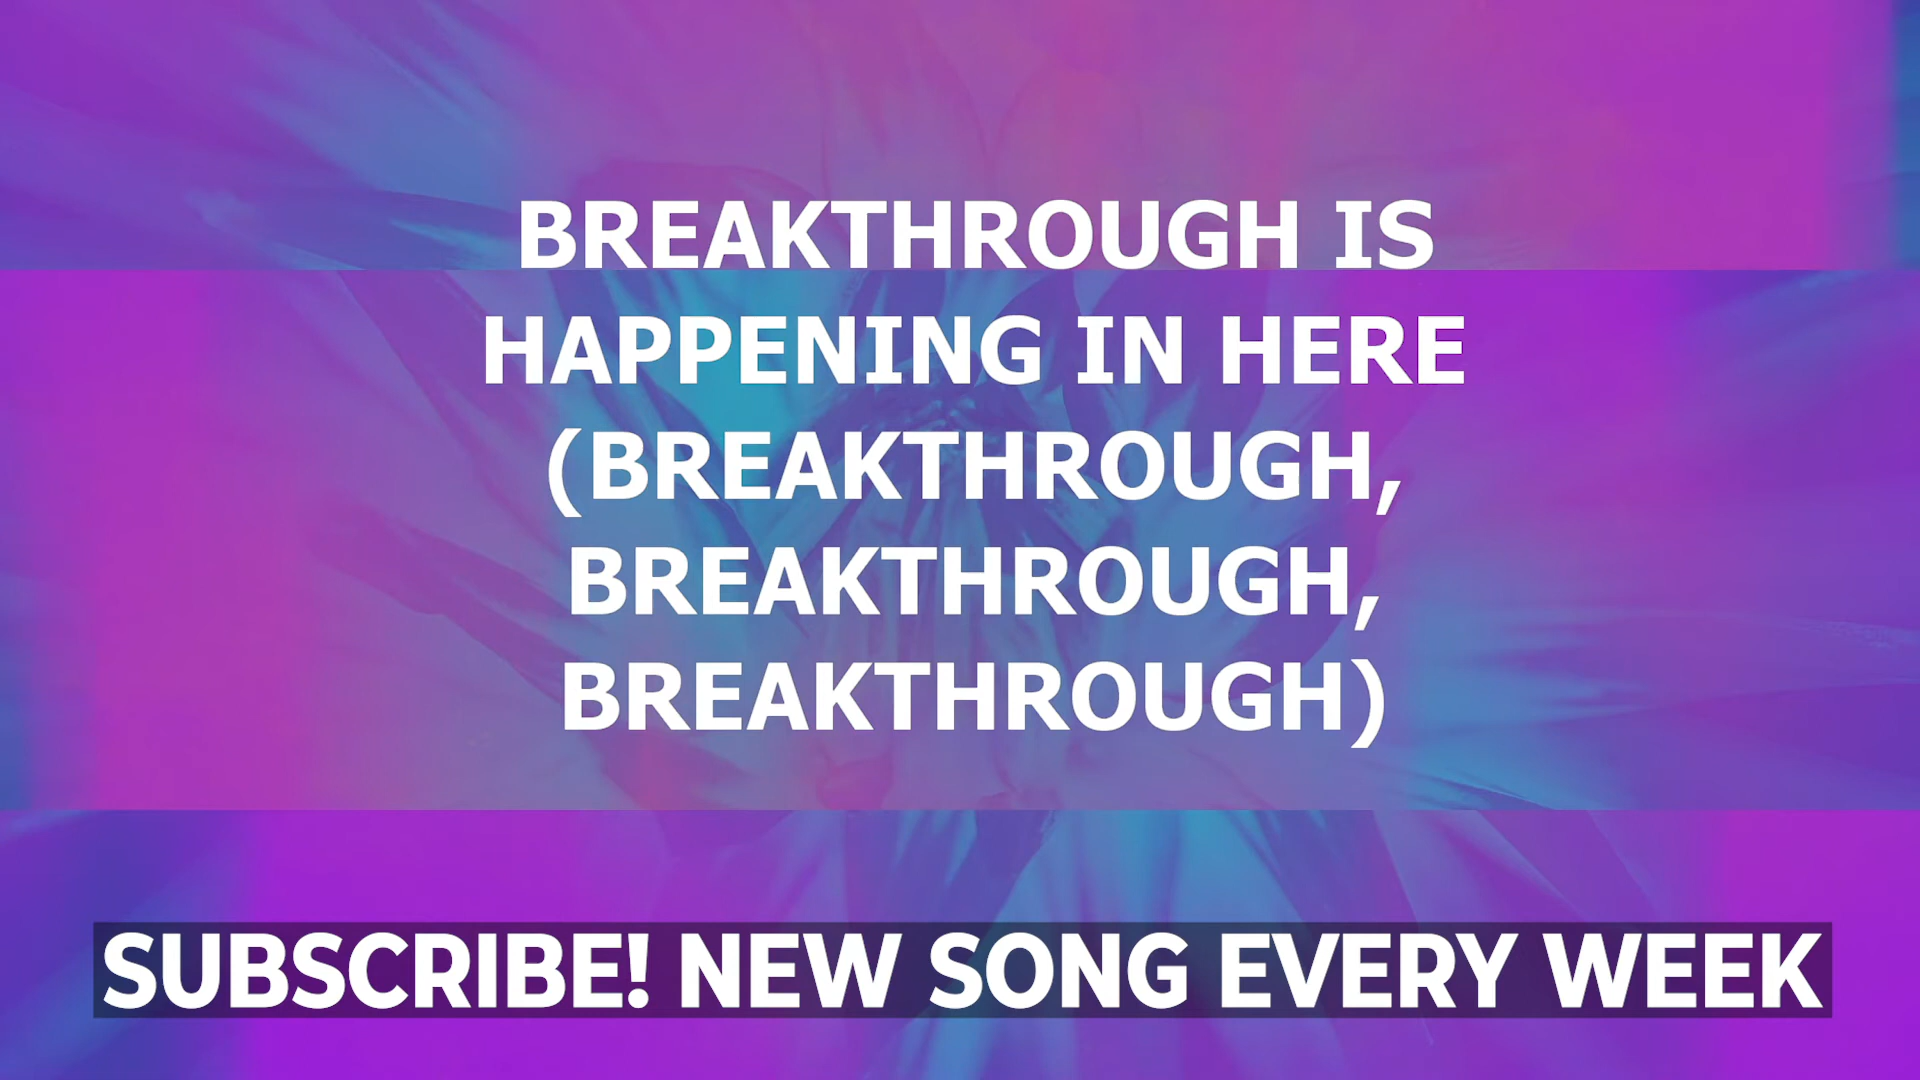 BREAKTHROUGH IS
HAPPENING IN HERE
(BREAKTHROUGH,
BREAKTHROUGH,
BREAKTHROUGH)
SUBSCRIBE! NEW SONG EVERY WEEK